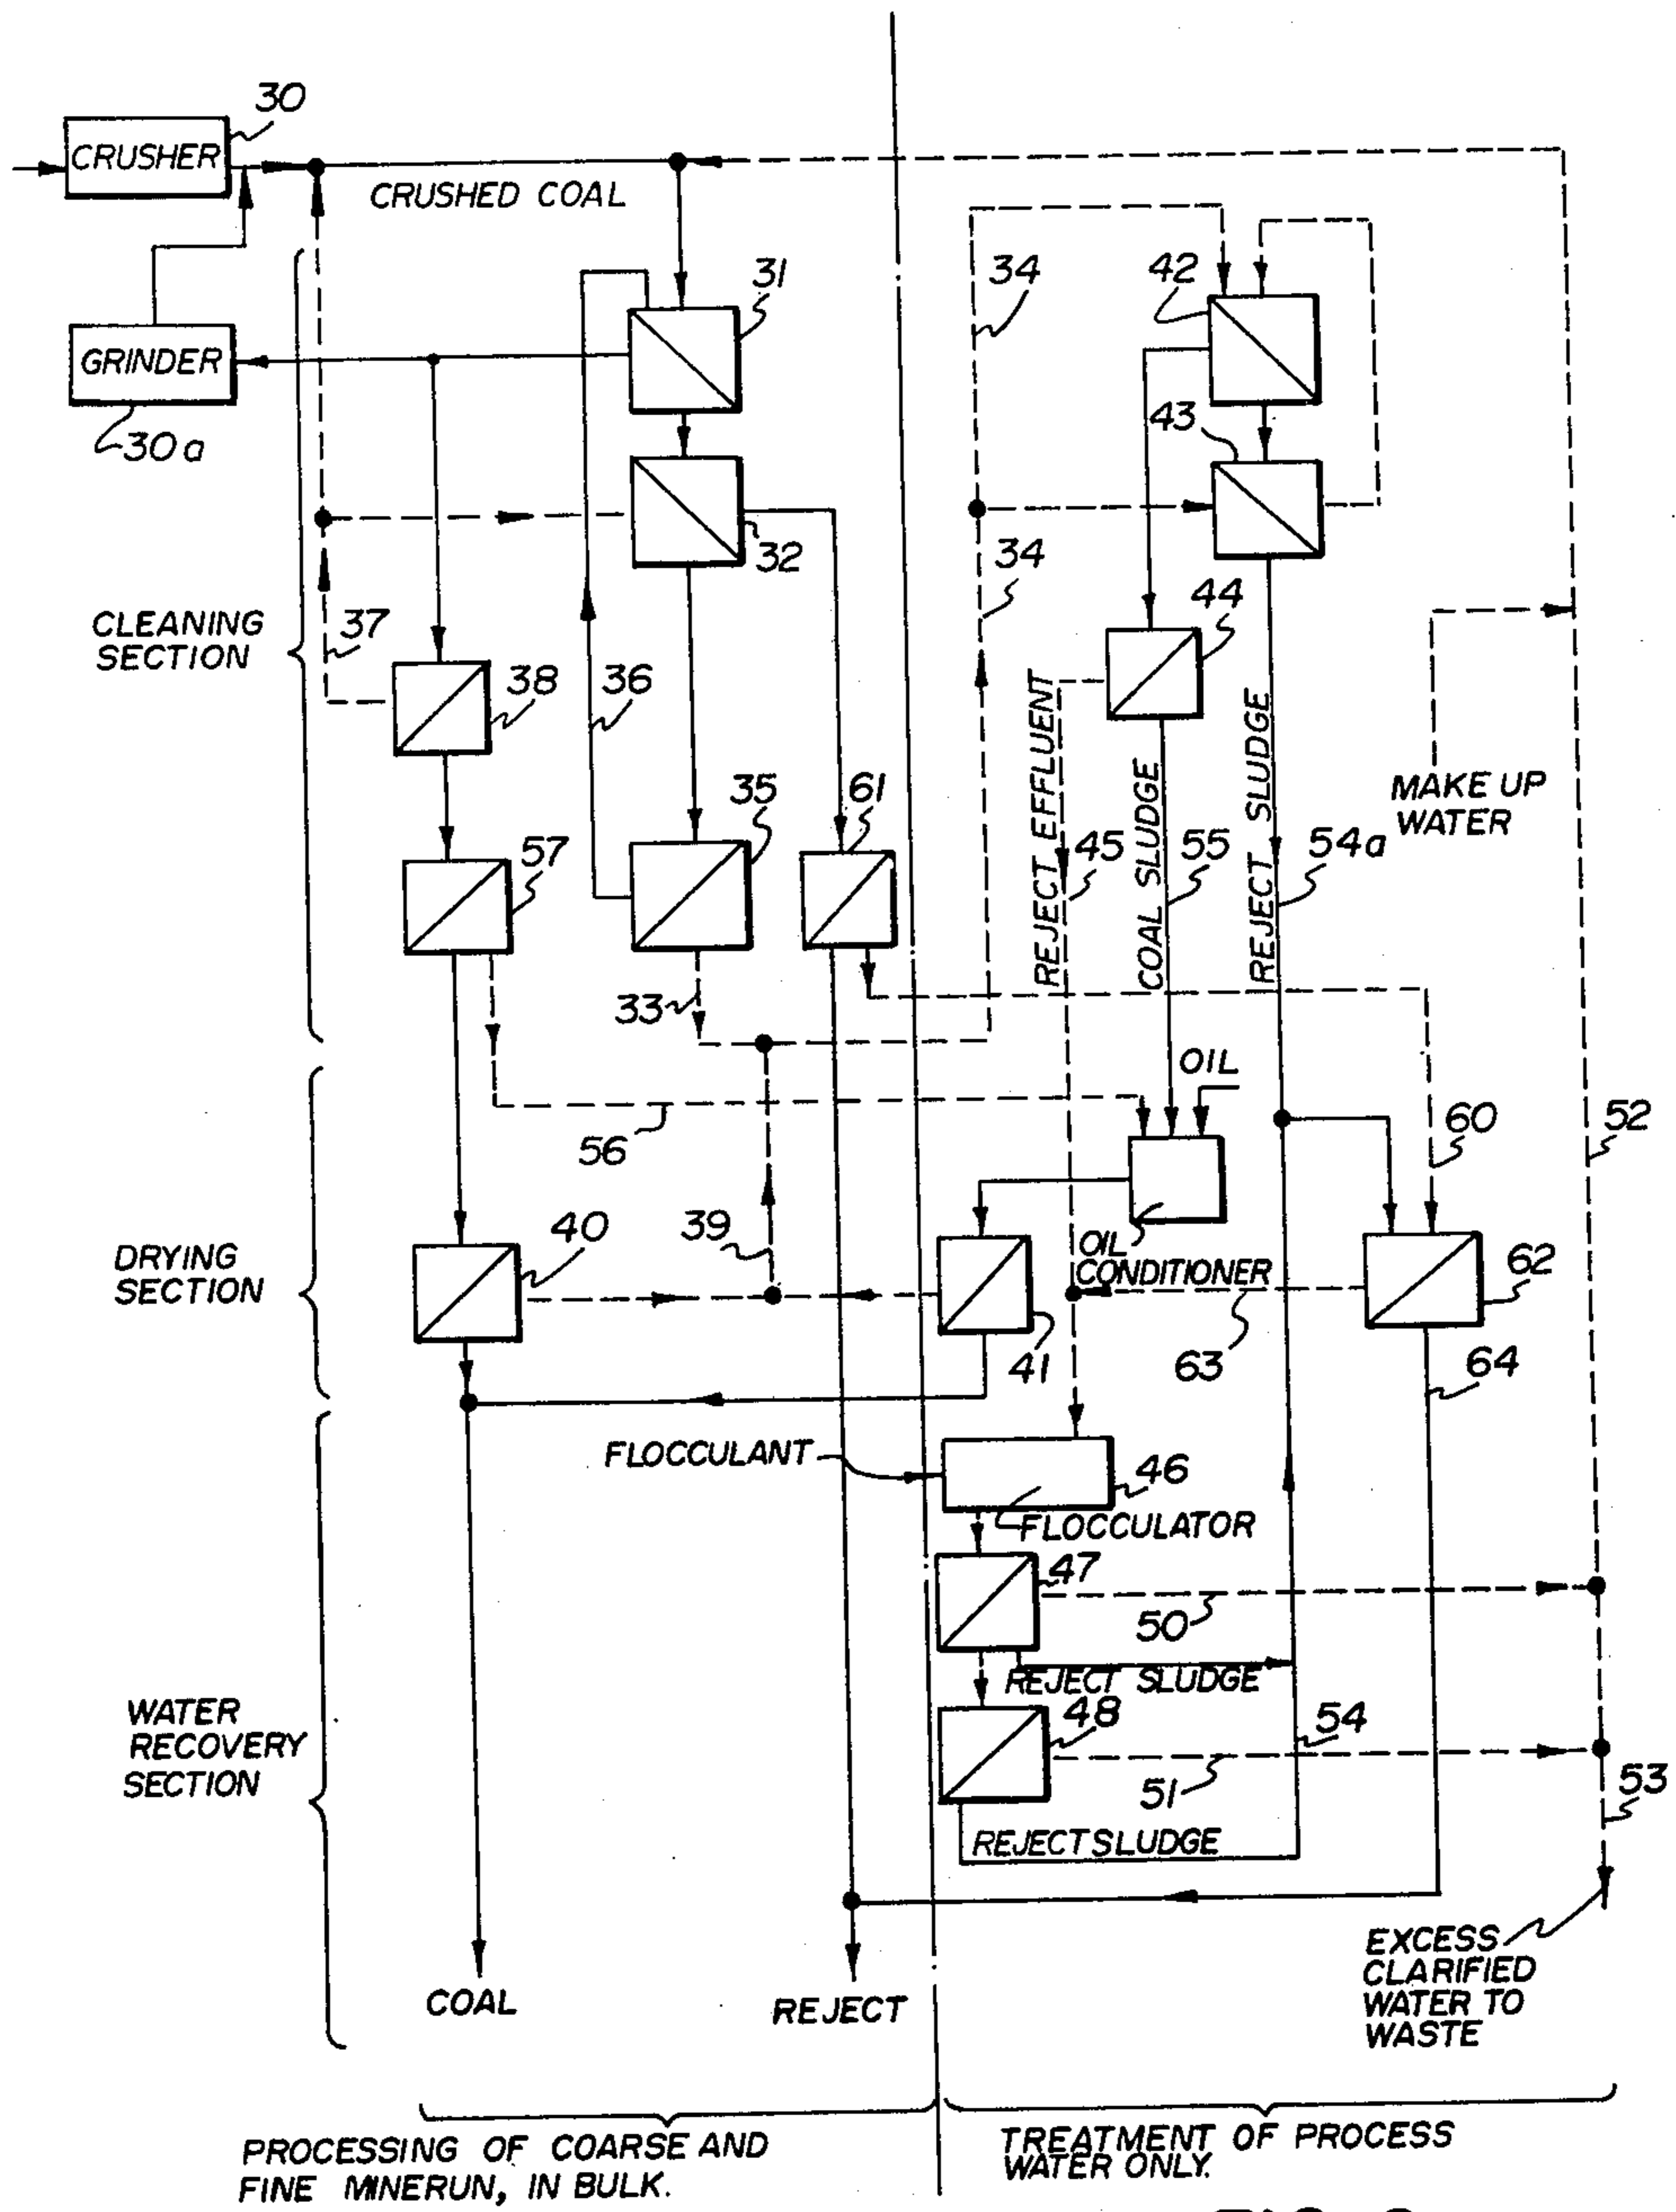 30
CRUSHER
CRUSHED COAL
31
34
42
GRINDER
30a
43
32
34
44
CLEANING
SECTION
37
38
36
REJECT EFFLUENT
COAL SLUDGE
REJECT SLUDGE
MAKE UP
WATER
35
61
57
45
55
54a
33
OIL
56
60
52
39
40
DRYING
SECTION
OIL
CONDITIONER
62
41
63
64
FLOCCULANT
46
FLOCCULATOR
47
50
REJECT SLUDGE
48
54
WATER
RECOVERY
SECTION
51
53
REJECT SLUDGE
COAL
REJECT
EXCESS
CLARIFIED
WATER TO
WASTE
PROCESSING OF COARSE AND
FINE MINERUN, IN BULK.
TREATMENT OF PROCESS
WATER ONLY.